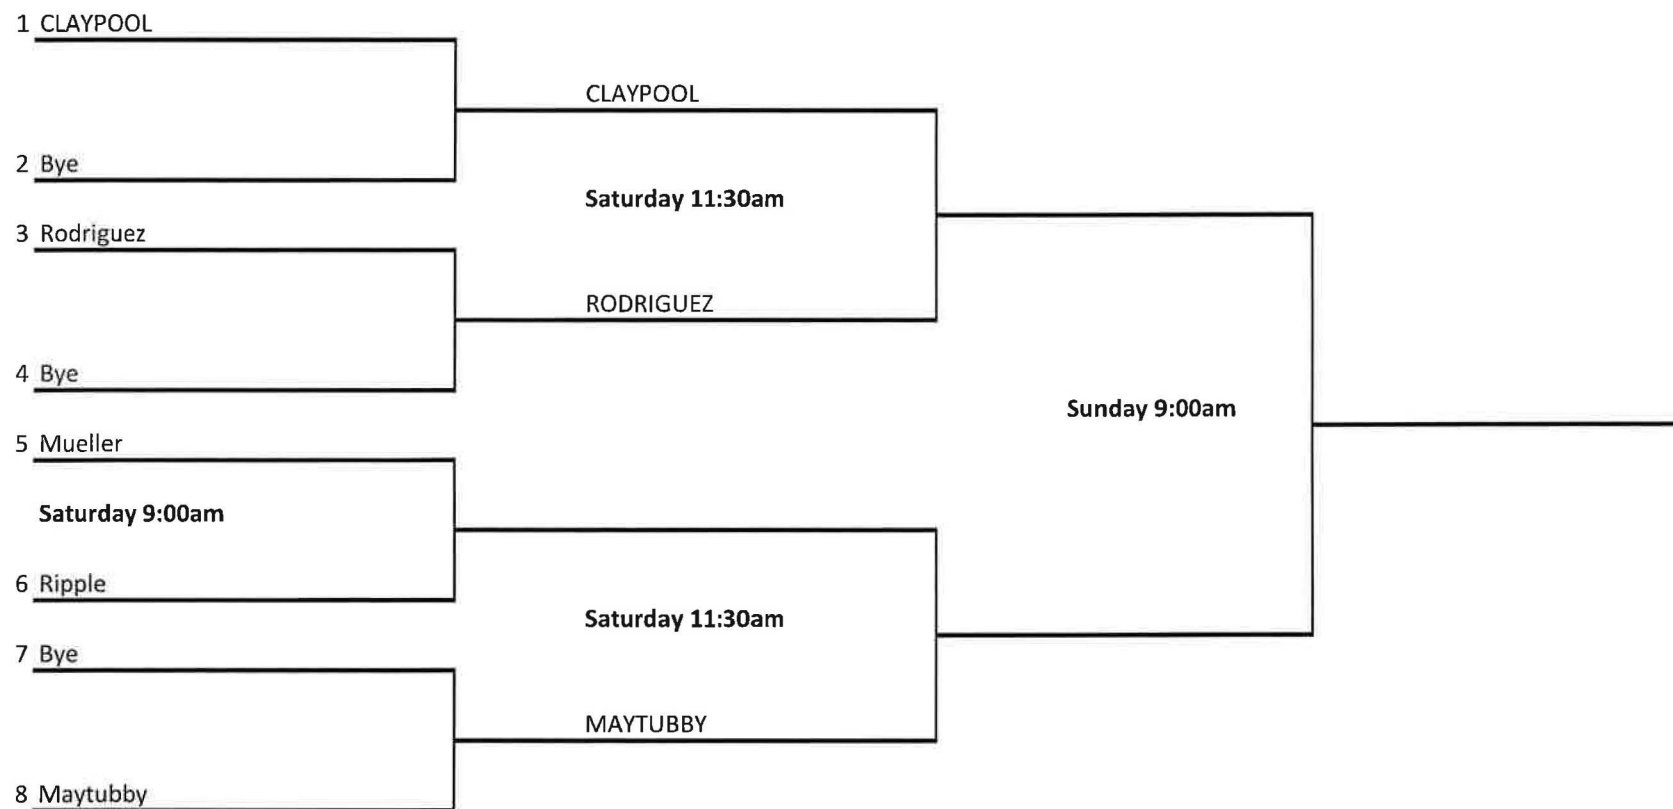 1 CLAYPOOL
CLAYPOOL
2 Bye
Saturday 11:30am
3 Rodriguez
RODRIGUEZ
4 Bye
Sunday 9:00am
5 Mueller
Saturday 9:00am
6 Ripple
Saturday 11:30am
7 Bye
MAYTUBBY
8 Maytubby